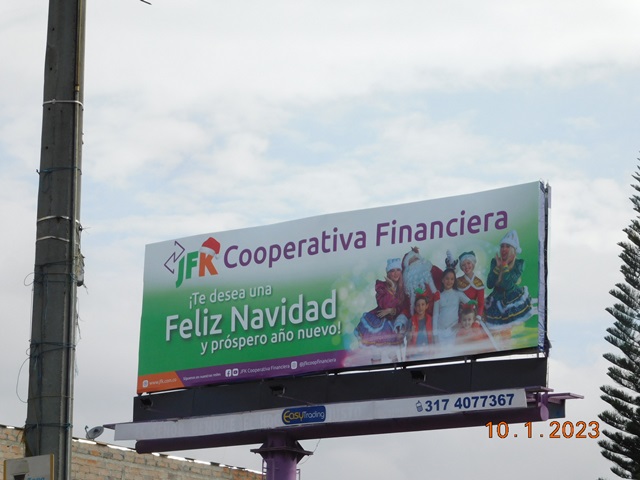 JFK Cooperativa Financiera
¡Te desea una
Feliz Navidad
y próspero año nuevo!
JFK Cooperativa Financiera
EasyTrading
317 4077367
10.1.2023